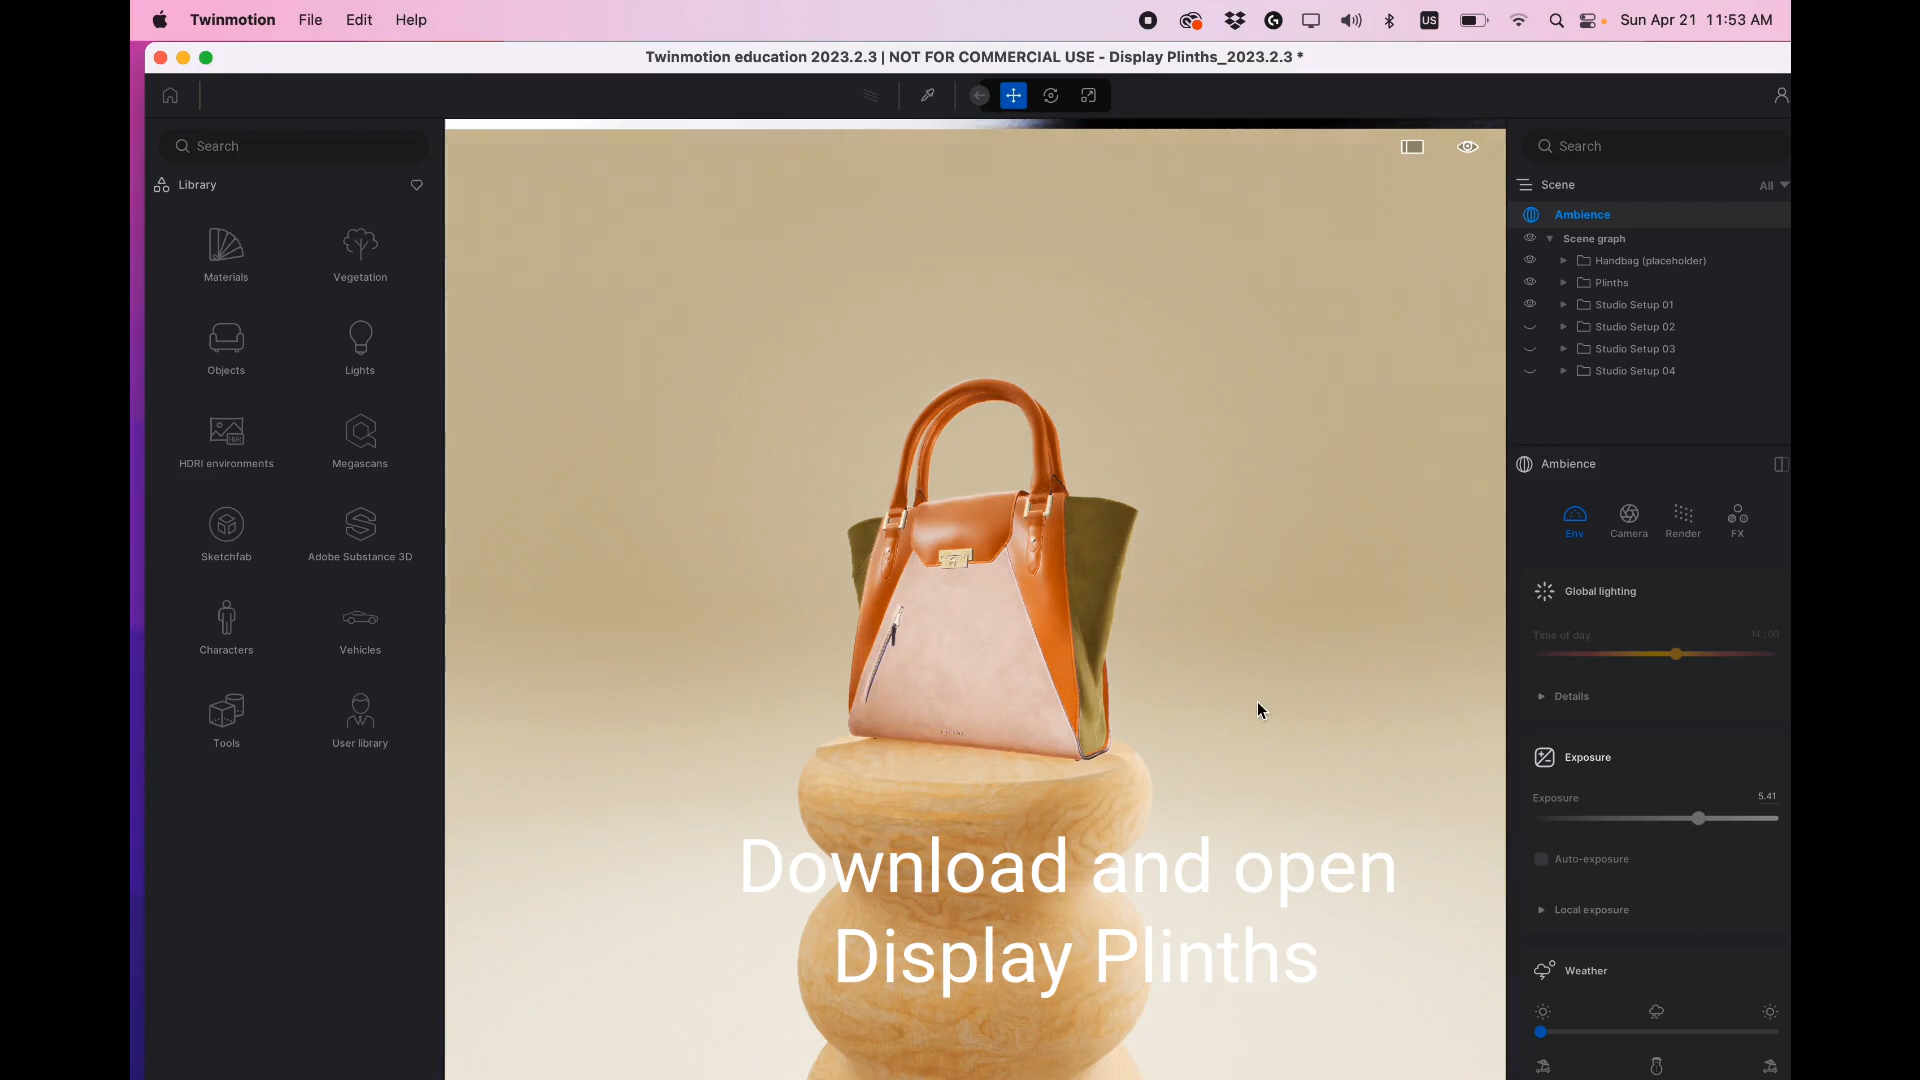 Twinmotion File Edit Help
US
Sun Apr 21 11:53 AM
Twinmotion education 2023.2.3 | NOT FOR COMMERCIAL USE - Display Plinths_2023.2.3 *
Search
Library
Materials
Vegetation
Objects
Lights
HDR
HDRI environments
Megascans
Sketchfab
Adobe Substance 3D
Characters
Vehicles
Tools
User library
Download and open
Display Plinths
Search
Scene
All
Ambience
Scene graph
Handbag (placeholder)
Plinths
Studio Setup 01
Studio Setup 02
Studio Setup 03
Studio Setup 04
Ambience
Env
Camera
Render
FX
Global lighting
Time of day 14:00
Details
Exposure
Exposure 5.41
Auto-exposure
Local exposure
Weather